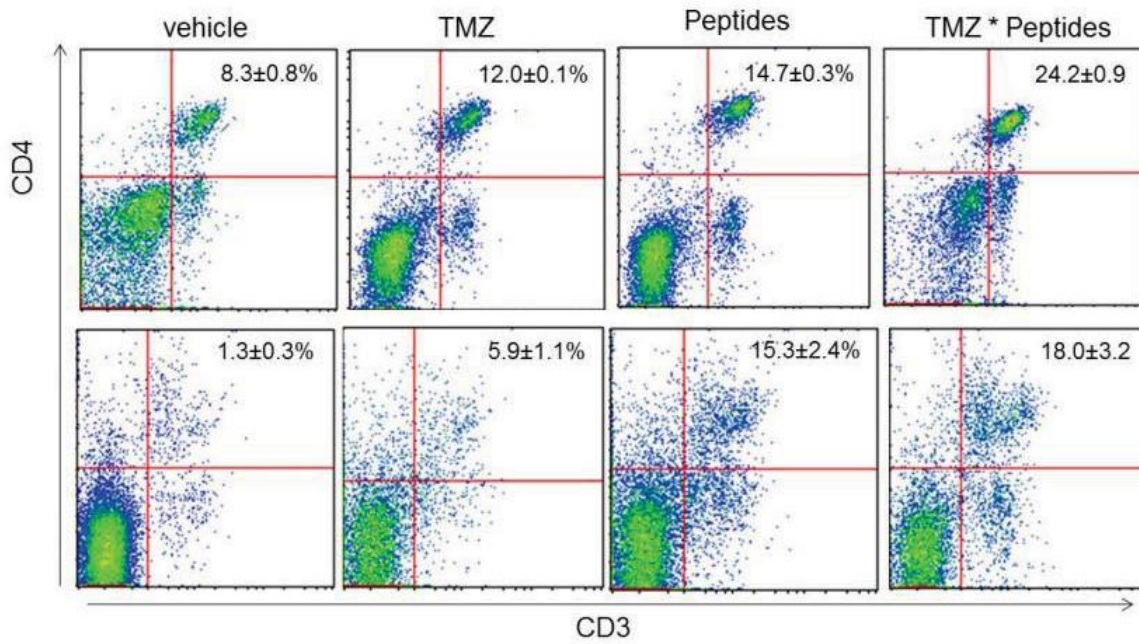 vehicle TMZ Peptides TMZ * Peptides
8.3±0.8% 12.0±0.1% 14.7±0.3% 24.2±0.9
CD4
1.3±0.3% 5.9±1.1% 15.3±2.4% 18.0±3.2
CD3